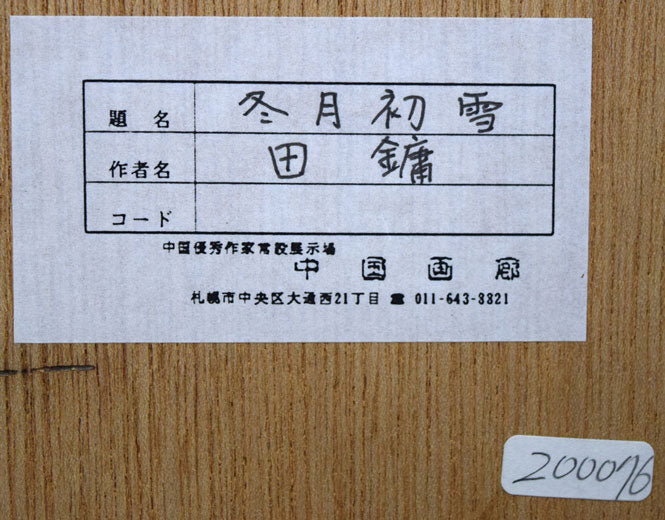 題名 冬月初雪
作者名 田鏞
コード
中国優秀作家常設展示場
中国画廊
札幌市中央区大通西21丁目 ☎ 011-643-8821
200076